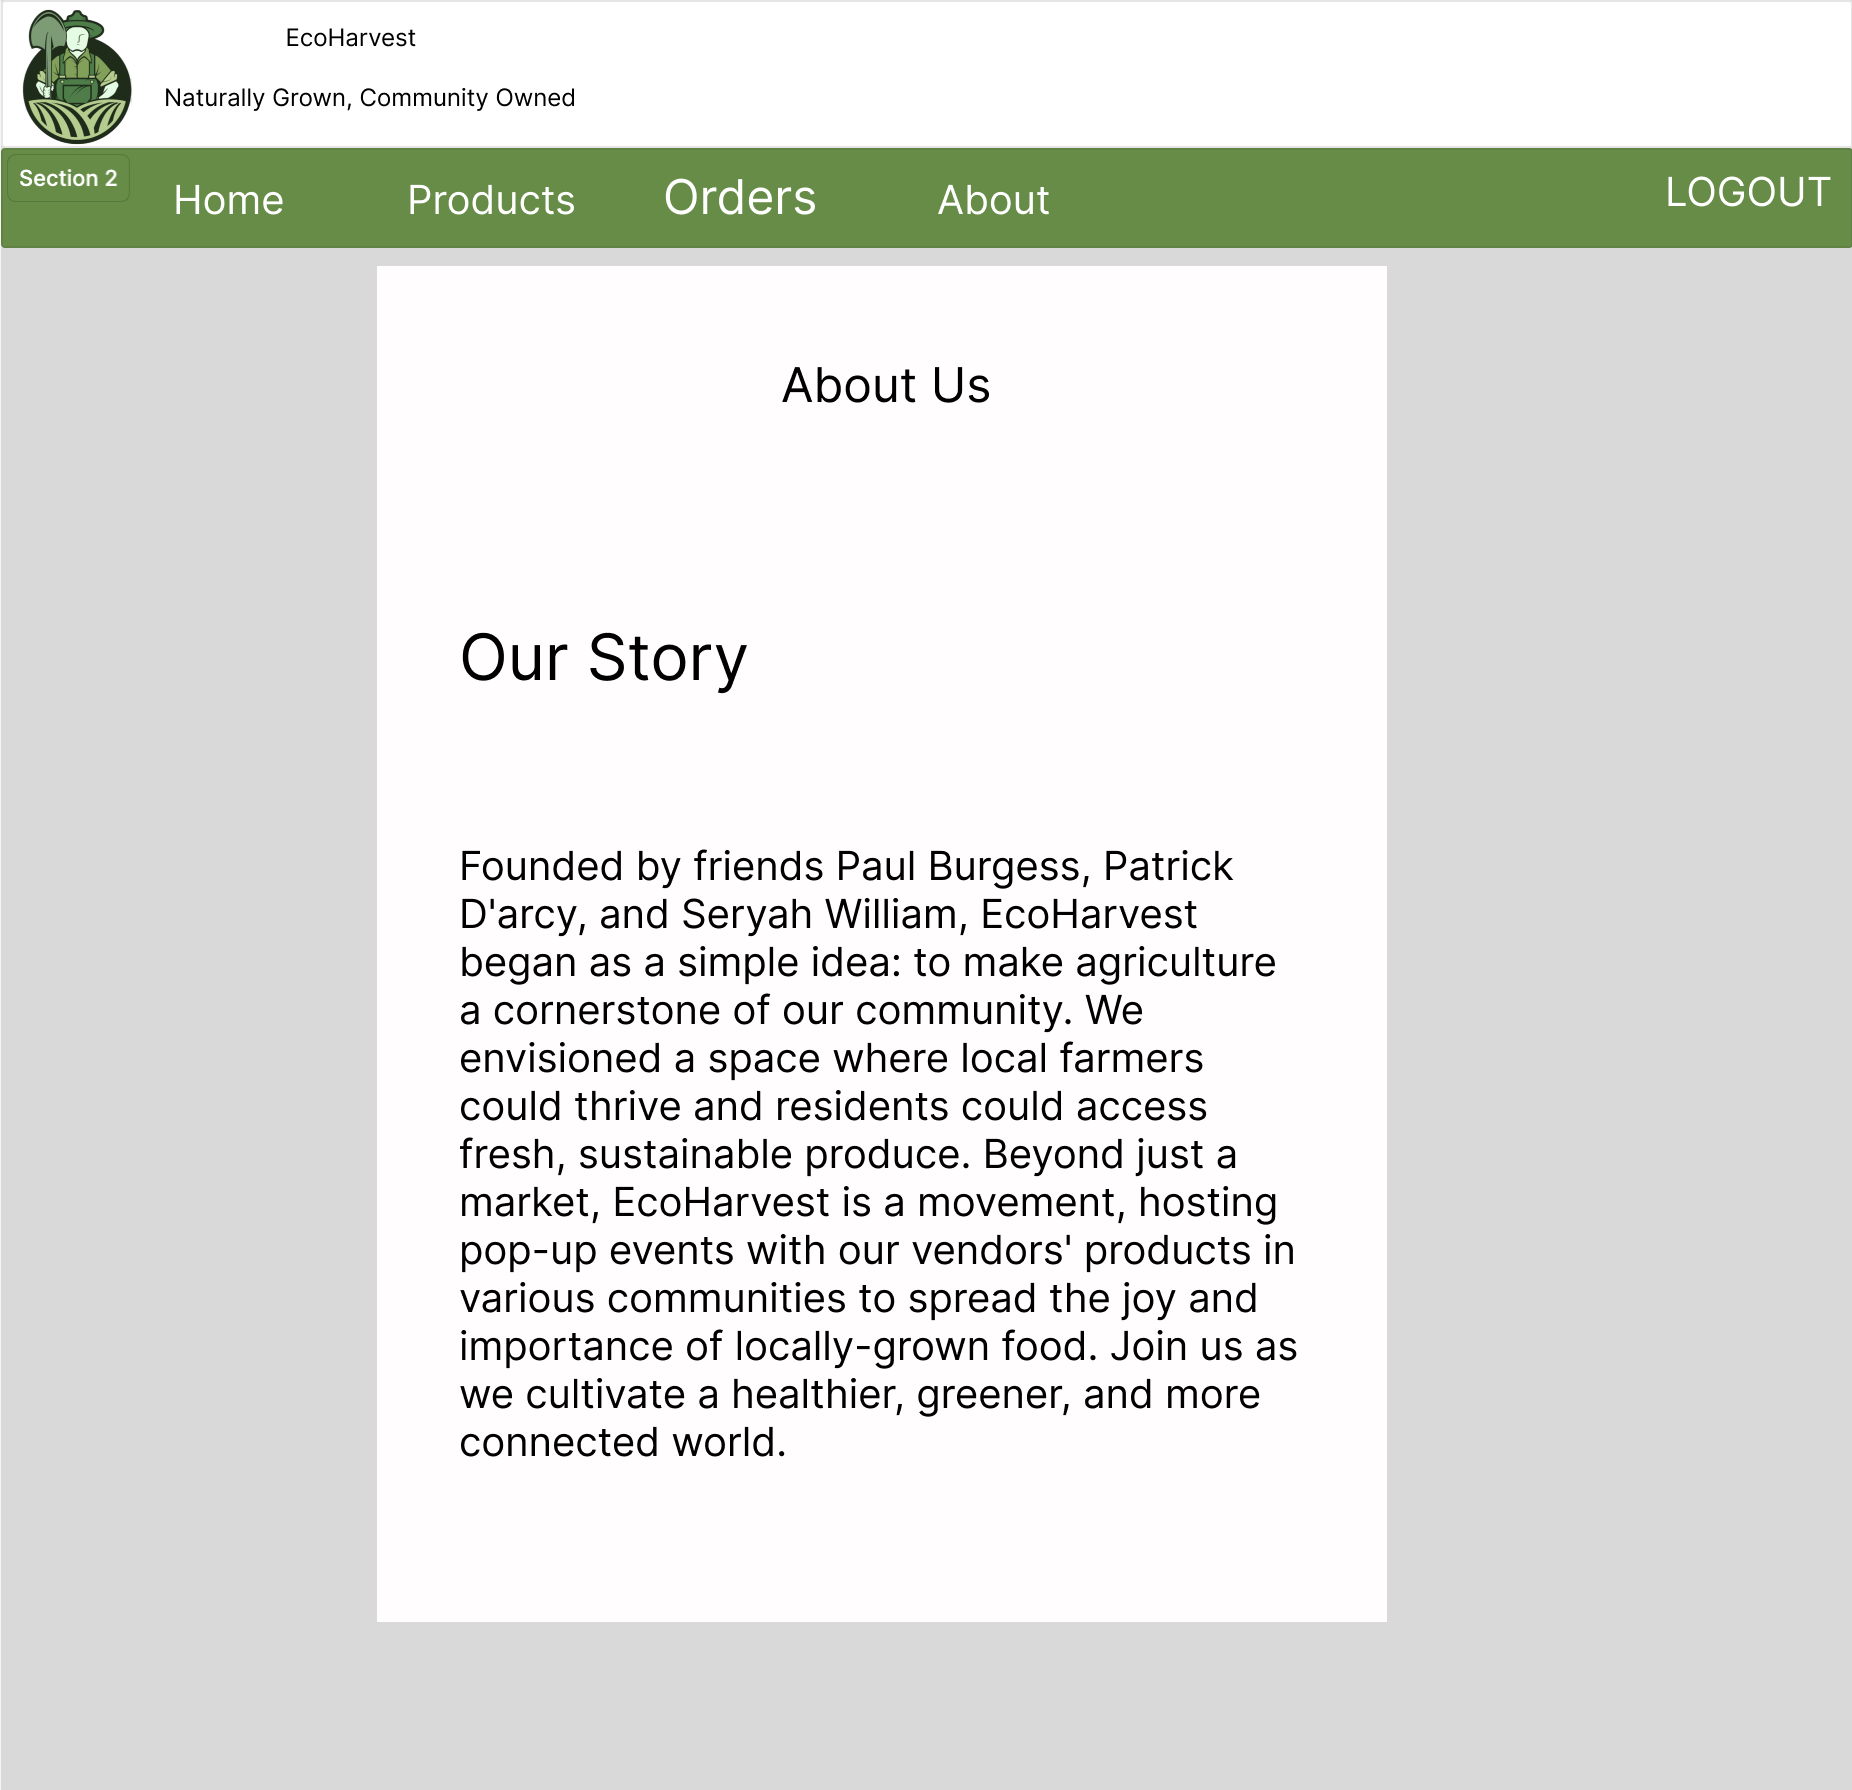 EcoHarvest
Naturally Grown, Community Owned
Section 2
Home
Products
Orders
About
LOGOUT
About Us
Our Story
Founded by friends Paul Burgess, Patrick
D'arcy, and Seryah William, EcoHarvest
began as a simple idea: to make agriculture
a cornerstone of our community. We
envisioned a space where local farmers
could thrive and residents could access
fresh, sustainable produce. Beyond just a
market, EcoHarvest is a movement, hosting
pop-up events with our vendors' products in
various communities to spread the joy and
importance of locally-grown food. Join us as
we cultivate a healthier, greener, and more
connected world.